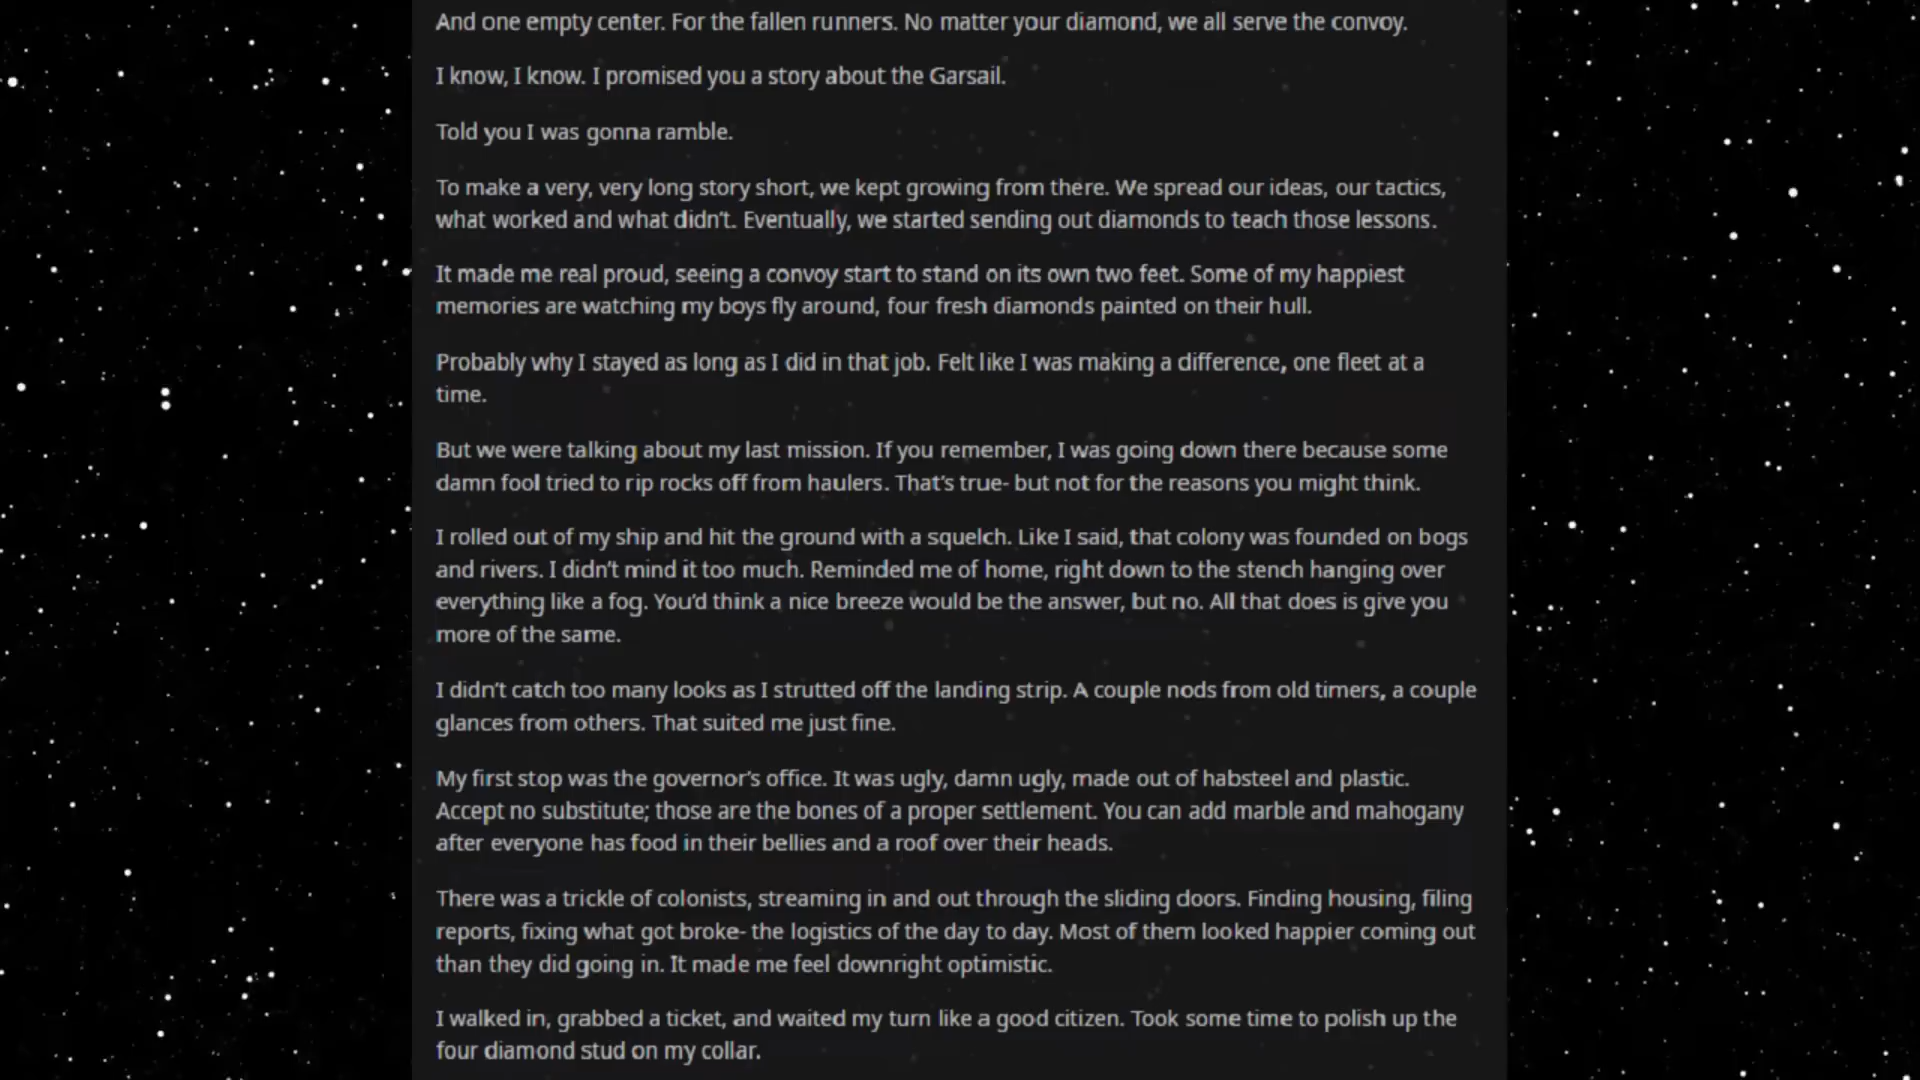 And one empty center. For the fallen runners. No matter your diamond, we all serve the convoy.
I know, I know. I promised you a story about the Garsail.
Told you I was gonna ramble.
To make a very, very long story short, we kept growing from there. We spread our ideas, our tactics,
what worked and what didn’t. Eventually, we started sending out diamonds to teach those lessons.
It made me real proud, seeing a convoy start to stand on its own two feet. Some of my happiest
memories are watching my boys fly around, four fresh diamonds painted on their hull.
Probably why I stayed as long as I did in that job. Felt like I was making a difference, one fleet at a
time.
But we were talking about my last mission. If you remember, I was going down there because some
damn fool tried to rip rocks off from haulers. That’s true- but not for the reasons you might think.
I rolled out of my ship and hit the ground with a squelch. Like I said, that colony was founded on bogs
and rivers. I didn’t mind it too much. Reminded me of home, right down to the stench hanging over
everything like a fog. You’d think a nice breeze would be the answer, but no. All that does is give you
more of the same.
I didn’t catch too many looks as I strutted off the landing strip. A couple nods from old timers, a couple
glances from others. That suited me just fine.
My first stop was the governor’s office. It was ugly, damn ugly, made out of habsteel and plastic.
Accept no substitute; those are the bones of a proper settlement. You can add marble and mahogany
after everyone has food in their bellies and a roof over their heads.
There was a trickle of colonists, streaming in and out through the sliding doors. Finding housing, filing
reports, fixing what got broke- the logistics of the day to day. Most of them looked happier coming out
than they did going in. It made me feel downright optimistic.
I walked in, grabbed a ticket, and waited my turn like a good citizen. Took some time to polish up the
four diamond stud on my collar.